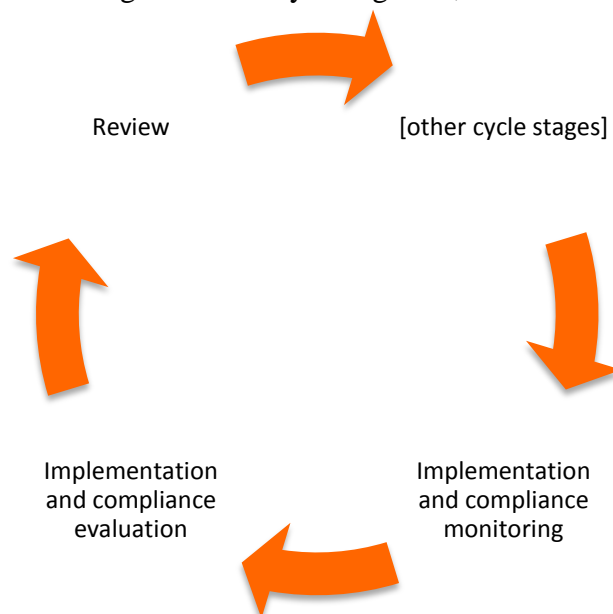 Review
[other cycle stages]
Implementation
and compliance
evaluation
Implementation
and compliance
monitoring